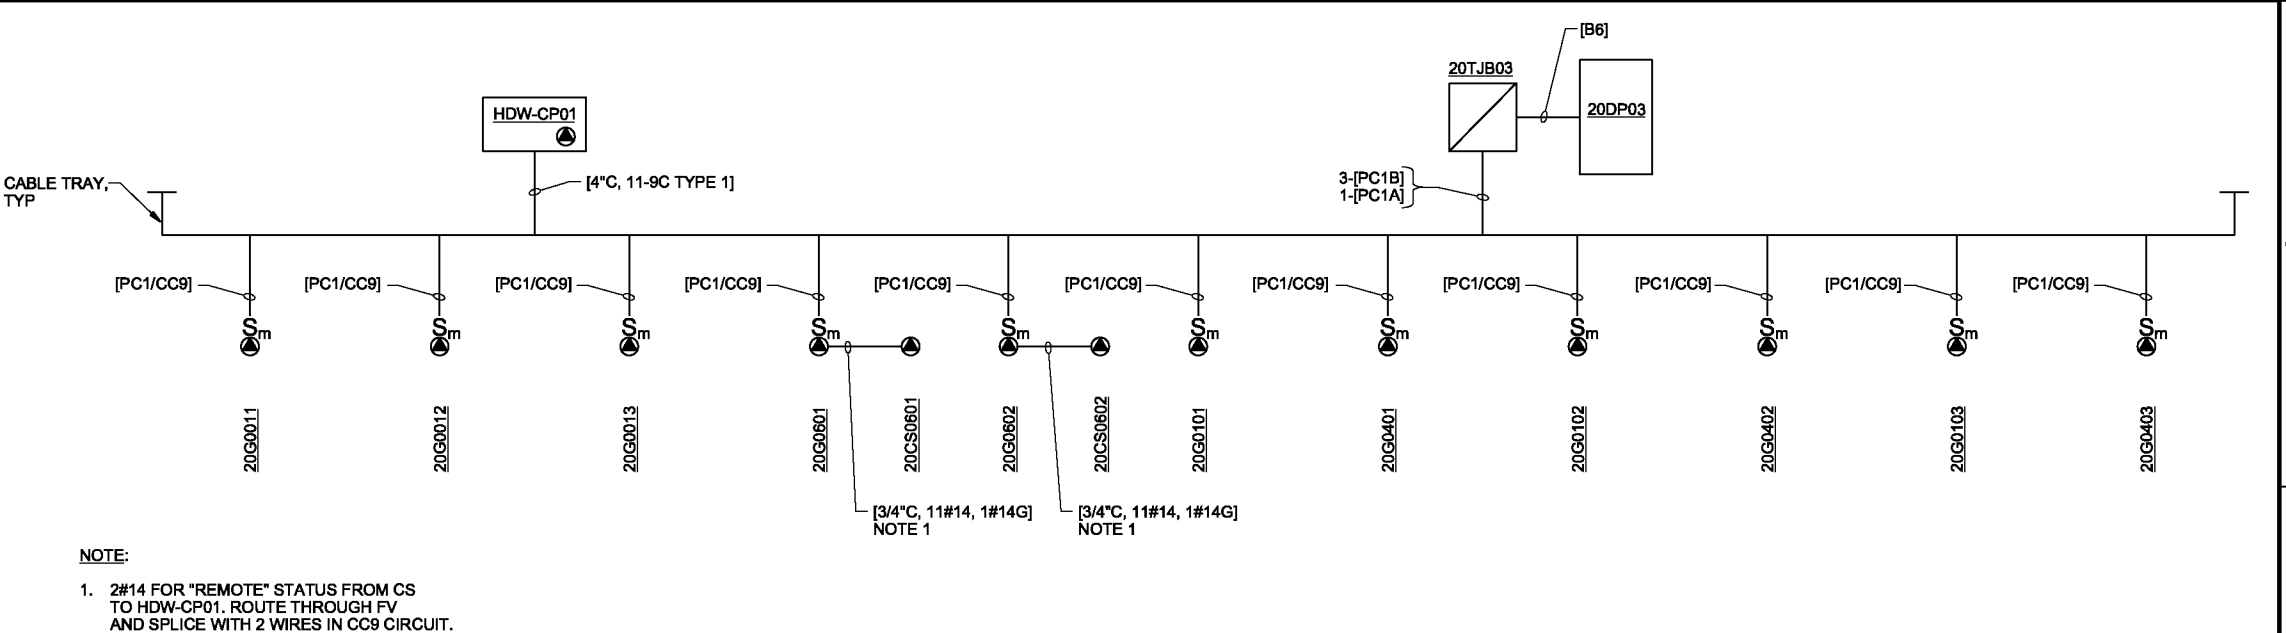 [B6]
20TJB03
20DP03
HDW-CP01
CABLE TRAY,
TYP
[4"C, 11-9C TYPE 1]
3-[PC1B]
1-[PC1A]
[PC1/CC9]
[PC1/CC9]
[PC1/CC9]
[PC1/CC9]
[PC1/CC9]
[PC1/CC9]
[PC1/CC9]
[PC1/CC9]
[PC1/CC9]
[PC1/CC9]
[PC1/CC9]
Sm
Sm
Sm
Sm
Sm
Sm
Sm
Sm
Sm
Sm
Sm
20G0011
20G0012
20G0013
20G0601
20CS0601
20G0602
20CS0602
20G0101
20G0401
20G0102
20G0402
20G0103
20G0403
[3/4"C, 11#14, 1#14G]
NOTE 1
[3/4"C, 11#14, 1#14G]
NOTE 1
NOTE:
1. 2#14 FOR "REMOTE" STATUS FROM CS
TO HDW-CP01. ROUTE THROUGH FV
AND SPLICE WITH 2 WIRES IN CC9 CIRCUIT.